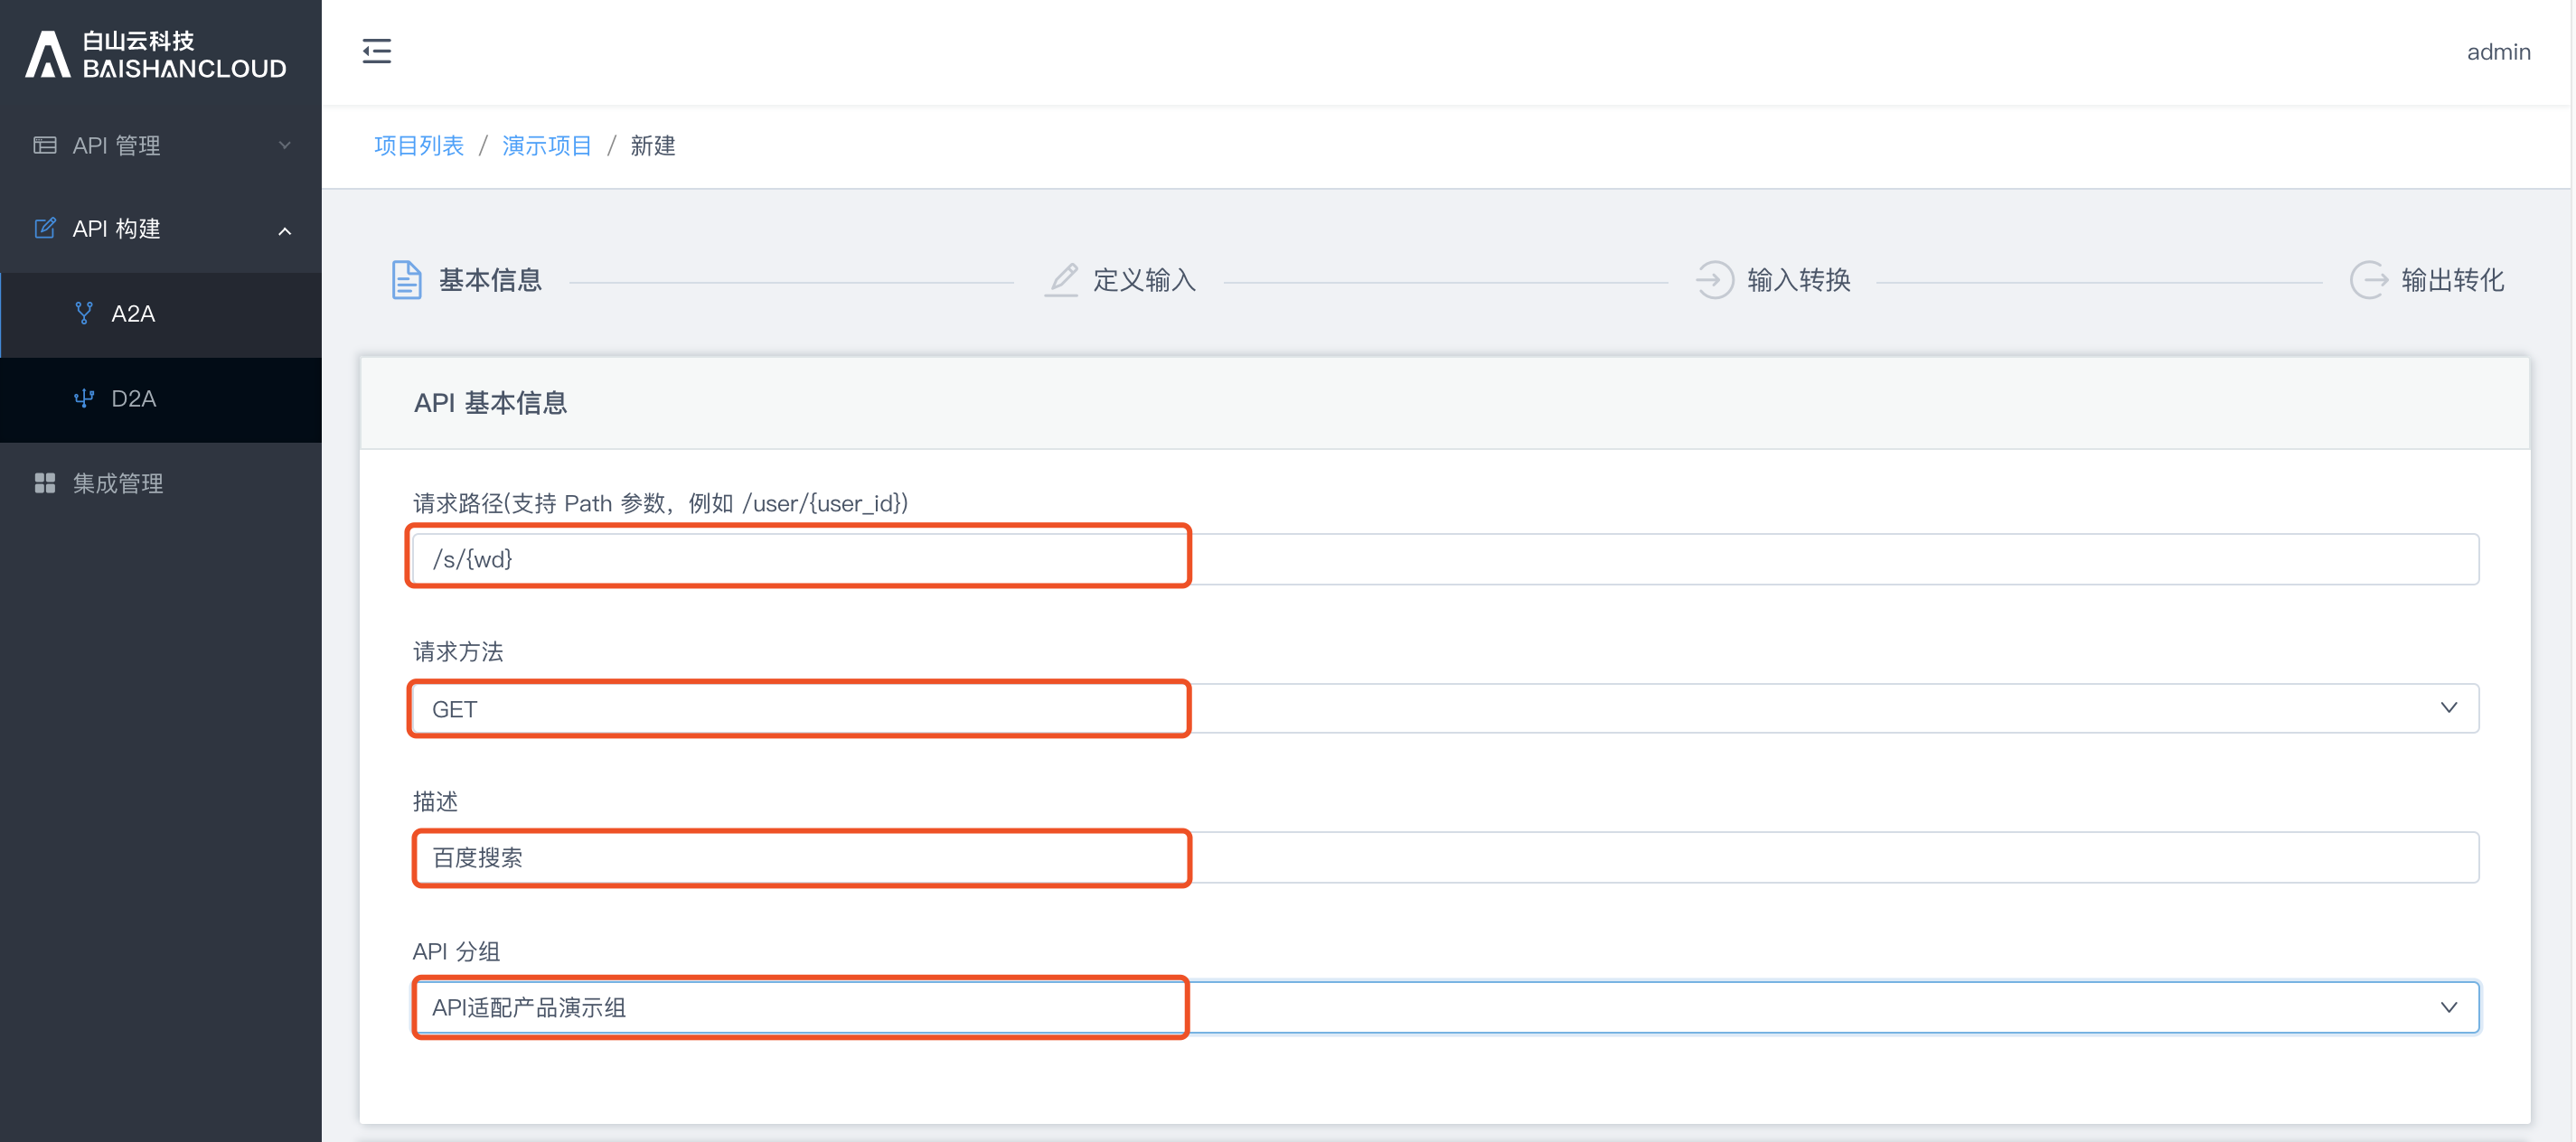 白山云科技
BAISHANCLOUD
admin
API 管理
API 构建
A2A
D2A
集成管理
项目列表 / 演示项目 / 新建
基本信息
定义输入
输入转换
输出转化
API 基本信息
请求路径(支持 Path 参数，例如 /user/{user_id})
/s/{wd}
请求方法
GET
描述
百度搜索
API 分组
API适配产品演示组